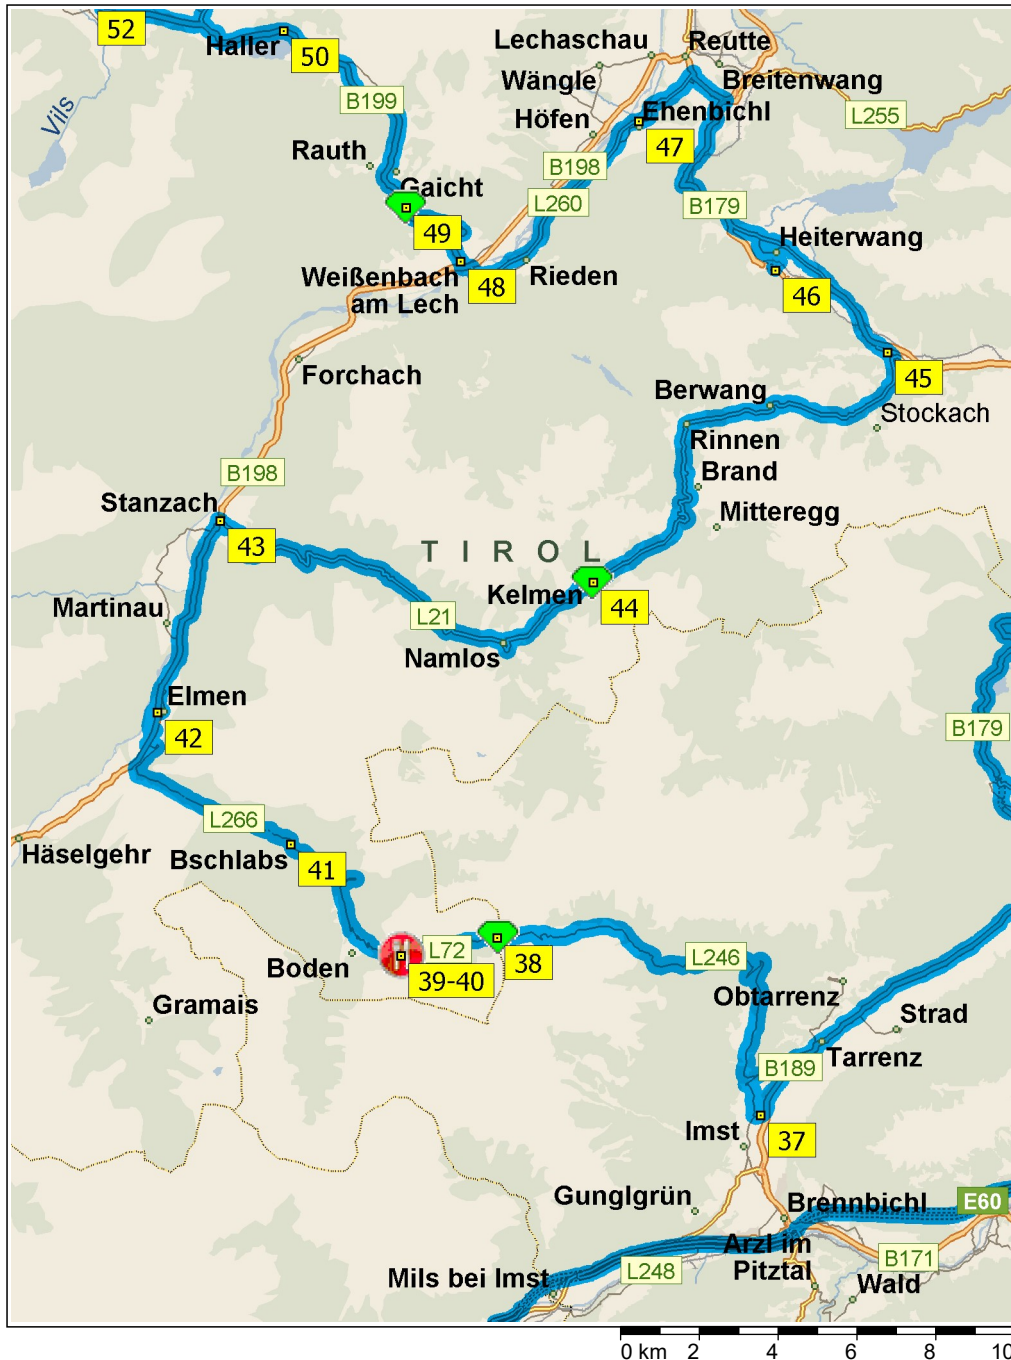 52
Haller
50
Lechaschau
Reutte
Wängle
Breitenwang
Vils
B199
Höfen
Ehenbichl
L255
47
Rauth
B198
Gaicht
L260
B179
49
Heiterwang
Weißenbach
am Lech
48
Rieden
46
Forchach
45
Berwang
Stockach
Rinnen
B198
Brand
Stanzach
Mitteregg
43
TIROL
Kelmen
44
Martinau
L21
Namlos
Elmen
42
B179
L266
Häselgehr
Bschlabs
41
L72
38
L246
Boden
39-40
Obtarrenz
Gramais
Strad
Tarrenz
B189
Imst
37
Gunglgrün
Brennbichl
E60
Arzl im
Pitztal
B171
L248
Mils bei Imst
Wald
0 km 2 4 6 8 10